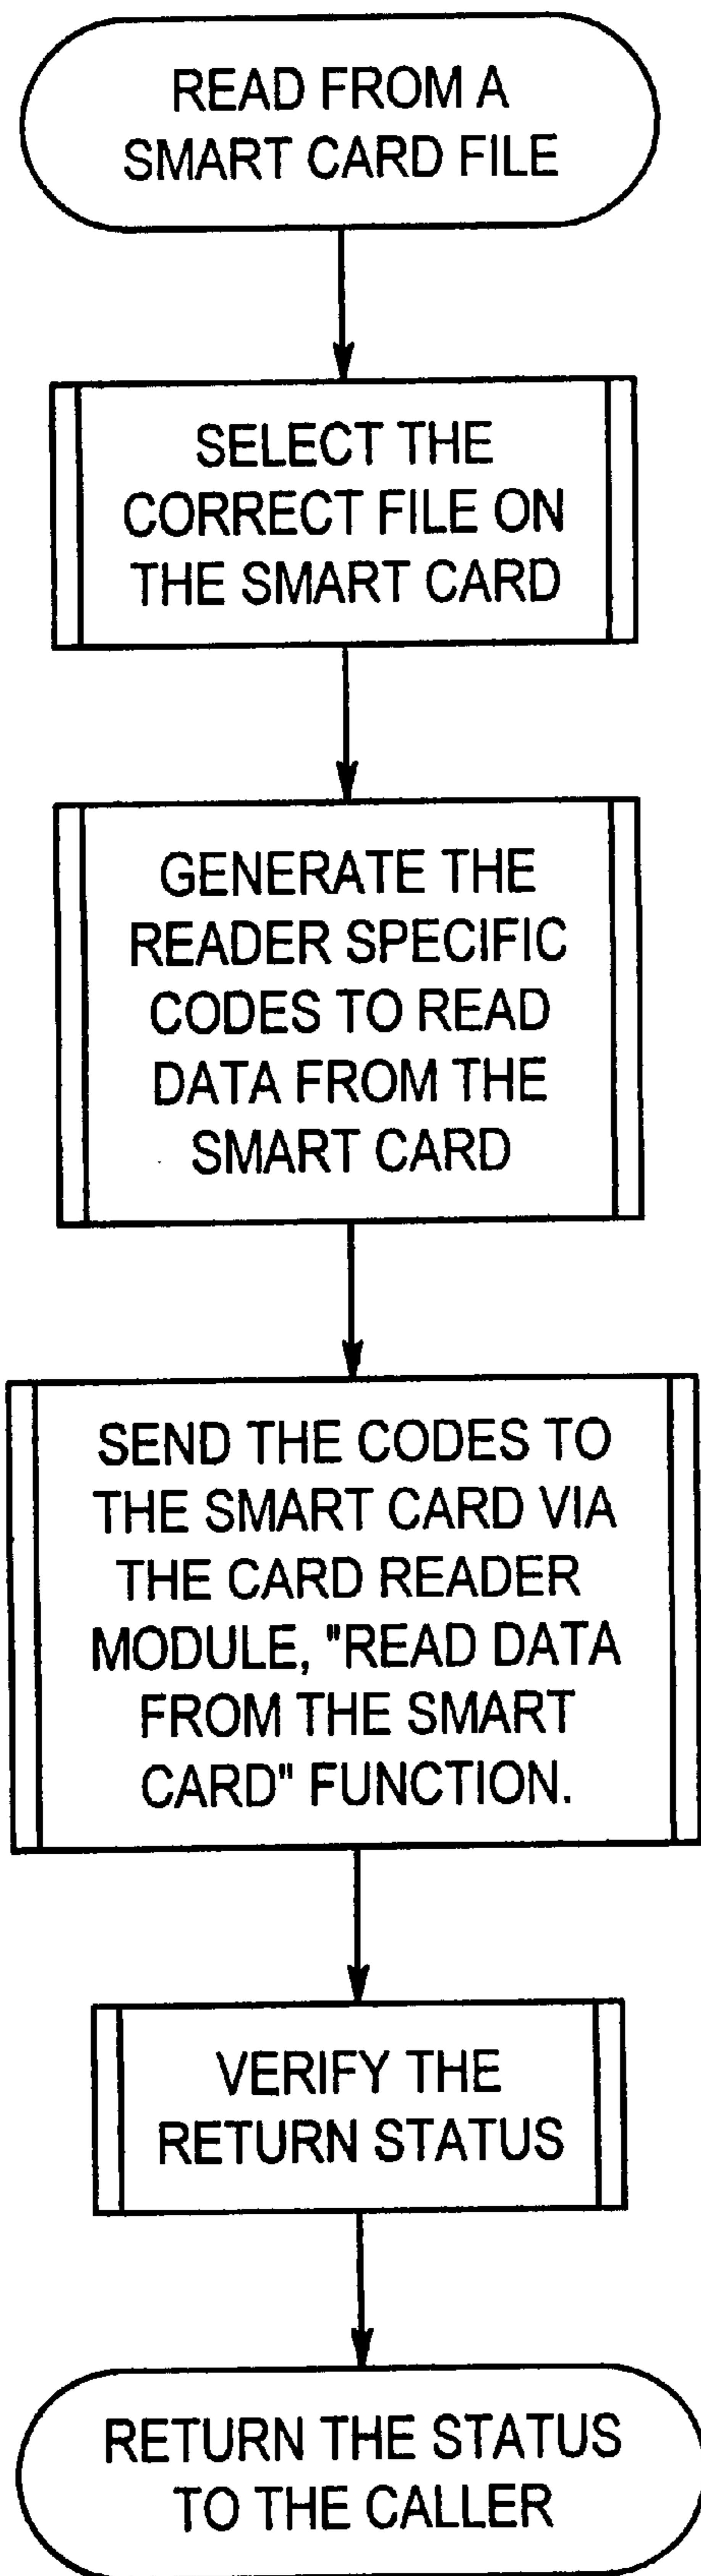 READ FROM A
SMART CARD FILE
SELECT THE
CORRECT FILE ON
THE SMART CARD
GENERATE THE
READER SPECIFIC
CODES TO READ
DATA FROM THE
SMART CARD
SEND THE CODES TO
THE SMART CARD VIA
THE CARD READER
MODULE, "READ DATA
FROM THE SMART
CARD" FUNCTION.
VERIFY THE
RETURN STATUS
RETURN THE STATUS
TO THE CALLER